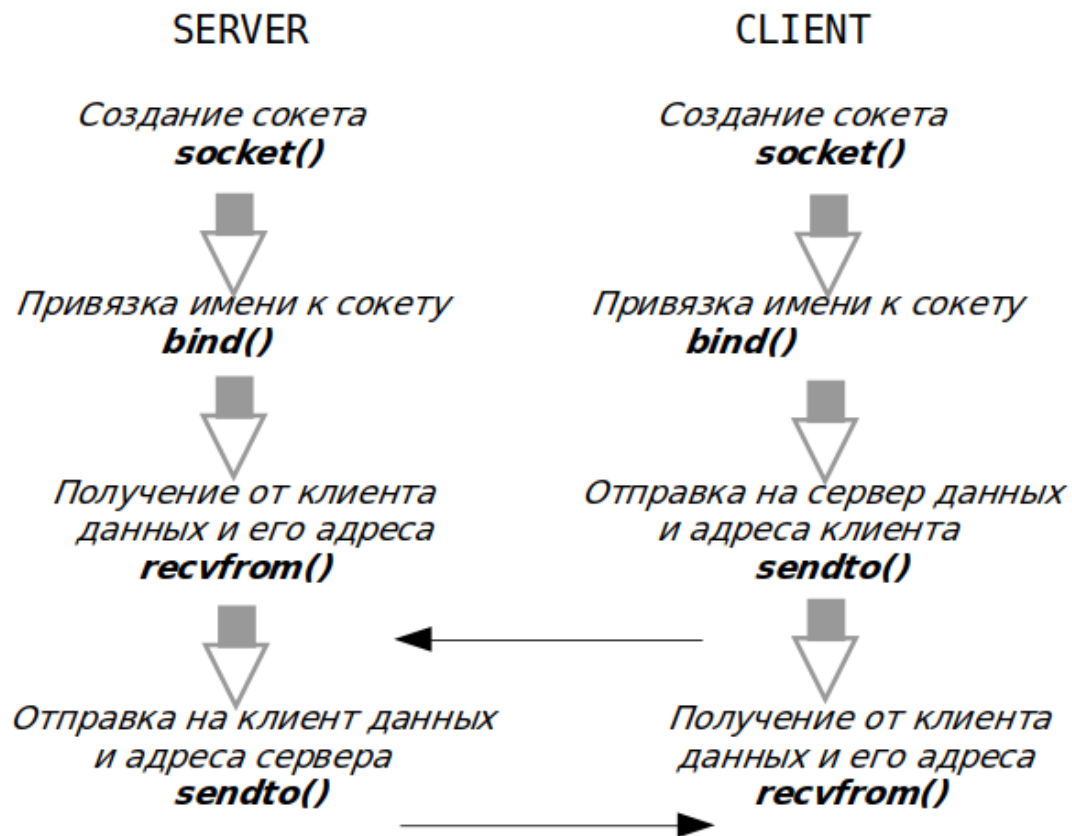 SERVER
Создание сокета
socket()
Привязка имени к сокету
bind()
Получение от клиента
данных и его адреса
recvfrom()
Отправка на клиент данных
и адреса сервера
sendto()
CLIENT
Создание сокета
socket()
Привязка имени к сокету
bind()
Отправка на сервер данных
и адреса клиента
sendto()
Получение от клиента
данных и его адреса
recvfrom()